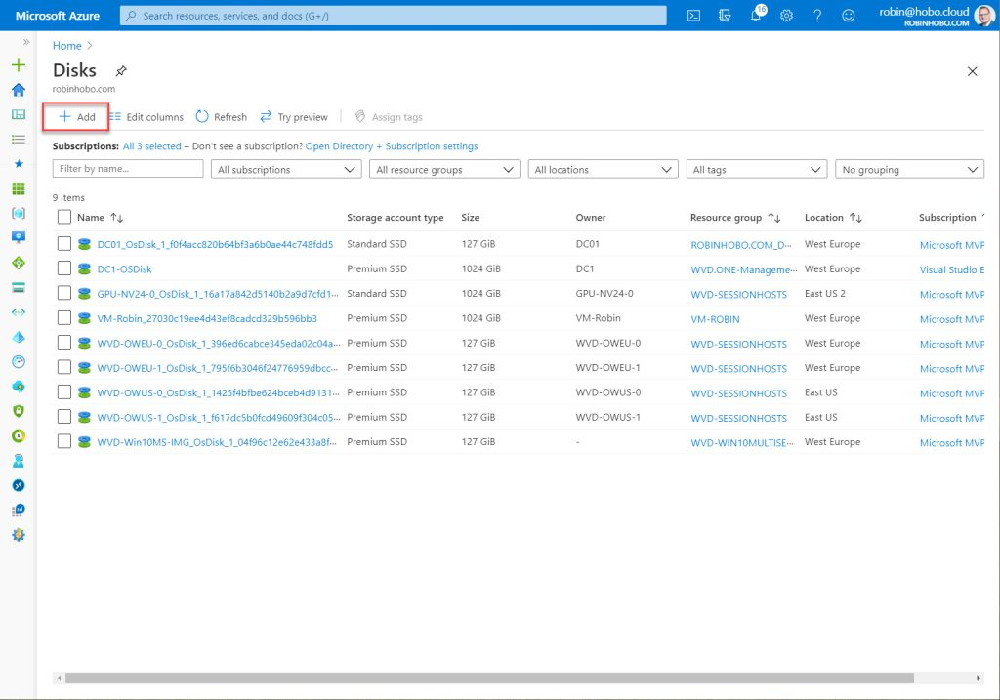 Microsoft Azure Search resources, services, and docs (G+/) 16 robin@hobo.cloud
ROBINHOBO.COM
Home
Disks
robinhobo.com
Add Edit columns Refresh Try preview Assign tags
Subscriptions: All 3 selected – Don't see a subscription? Open Directory + Subscription settings
Filter by name... All subscriptions All resource groups All locations All tags No grouping
9 items
Name Storage account type Size Owner Resource group Location Subscription
DC01_OsDisk_1_f0f4acc820b64bf3a6b0ae44c748fdd5 Standard SSD 127 GiB DC01 ROBINHOBO.COM_D... West Europe Microsoft MVP
DC1-OSDisk Premium SSD 1024 GiB DC1 WVD.ONE-Manageme... West Europe Visual Studio E
GPU-NV24-0_OsDisk_1_16a17a842d5140b2a9d7cfd1... Standard SSD 1024 GiB GPU-NV24-0 WVD-SESSIONHOSTS East US 2 Microsoft MVP
VM-Robin_27030c19ee4d43ef8cadcd329b596bb3 Premium SSD 1024 GiB VM-Robin VM-ROBIN West Europe Microsoft MVP
WVD-OWEU-0_OsDisk_1_396ed6cabce345eda02c04a... Premium SSD 127 GiB WVD-OWEU-0 WVD-SESSIONHOSTS West Europe Microsoft MVP
WVD-OWEU-1_OsDisk_1_795f6b3046f24776959dbcc... Premium SSD 127 GiB WVD-OWEU-1 WVD-SESSIONHOSTS West Europe Microsoft MVP
WVD-OWUS-0_OsDisk_1_1425f4bfbe624bceb4d9131... Premium SSD 127 GiB WVD-OWUS-0 WVD-SESSIONHOSTS East US Microsoft MVP
WVD-OWUS-1_OsDisk_1_f617dc5b0fcd49609f304c05... Premium SSD 127 GiB WVD-OWUS-1 WVD-SESSIONHOSTS East US Microsoft MVP
WVD-Win10MS-IMG_OsDisk_1_04f96c12e62e433a8f... Premium SSD 127 GiB - WVD-WIN10MULTISE... West Europe Microsoft MVP